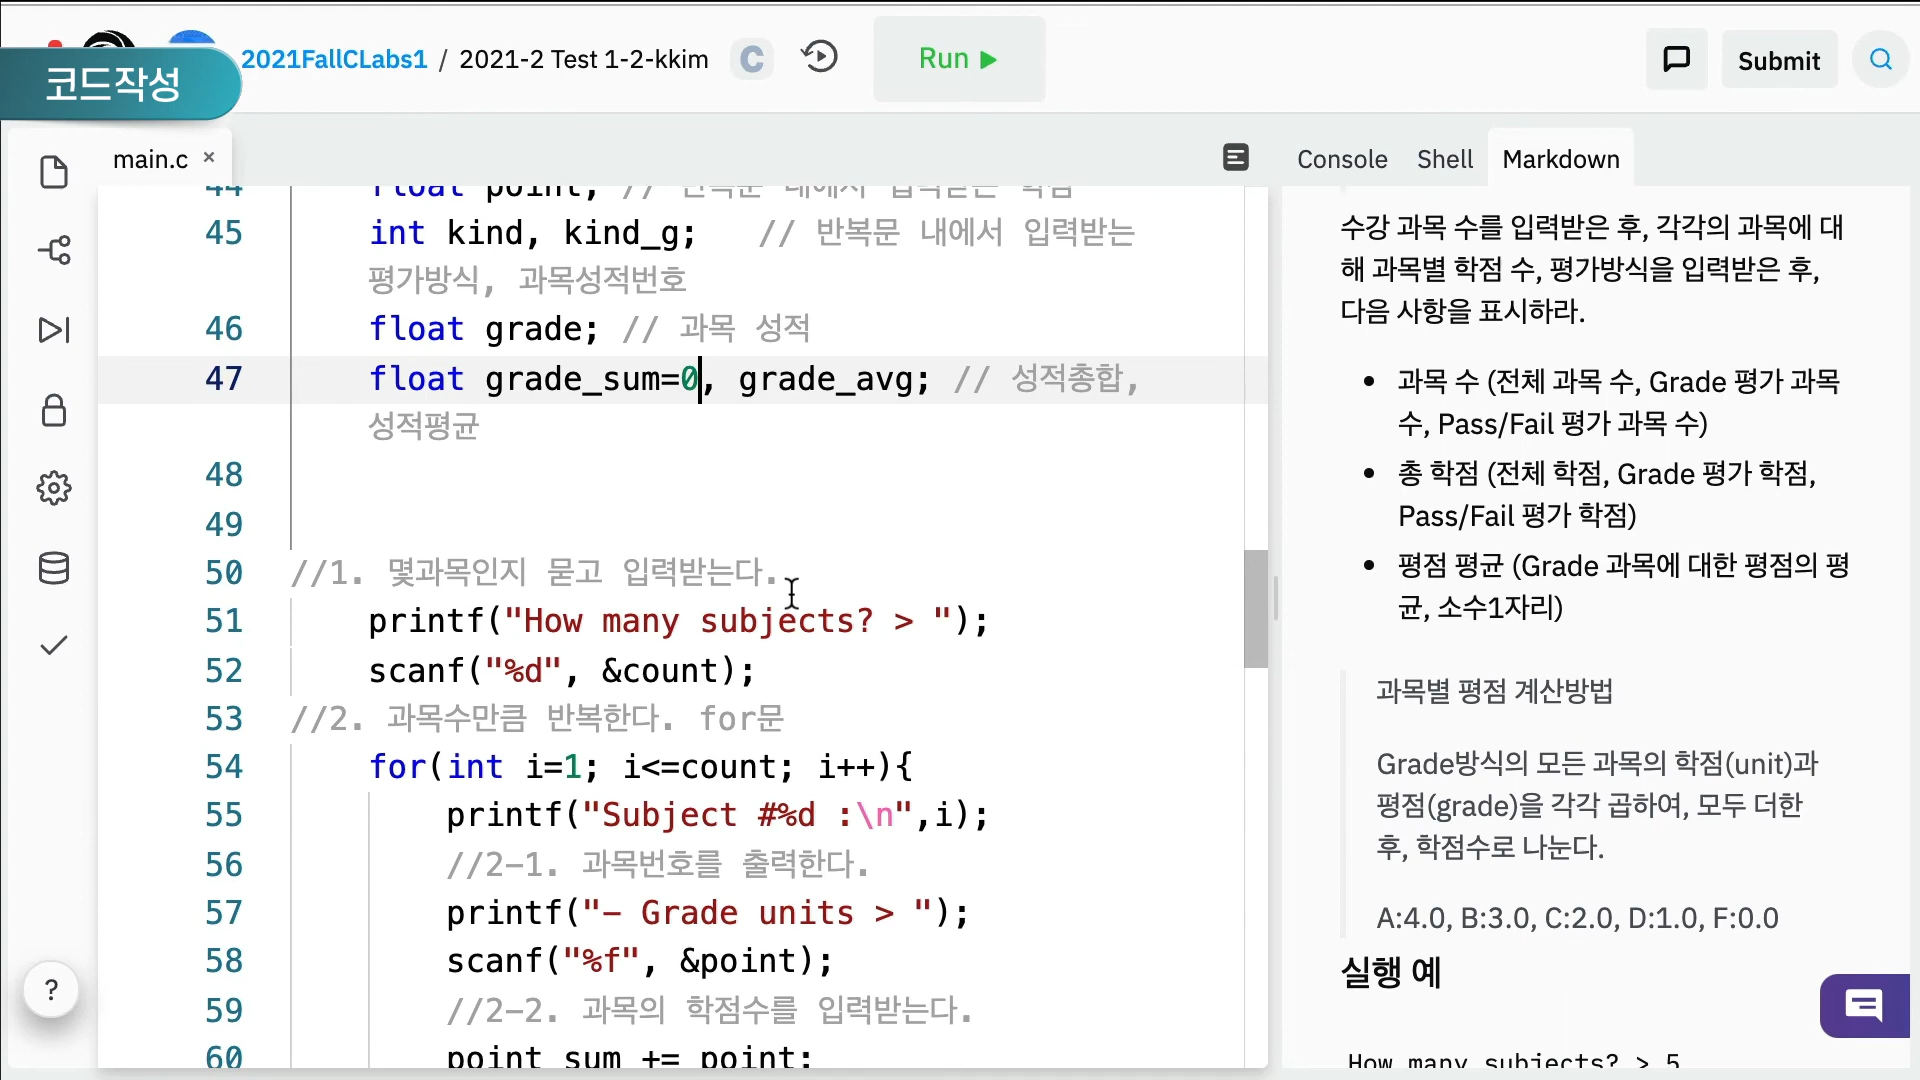 코드작성
2021FallCLabs1 / 2021-2 Test 1-2-kkim C Run Submit
main.c ×
Console Shell Markdown
44 float point; // 반복문 내에서 입력받는 학점
45 int kind, kind_g; // 반복문 내에서 입력받는
평가방식, 과목성적번호
46 float grade; // 과목 성적
47 float grade_sum=0, grade_avg; // 성적총합,
성적평균
48
49
50 //1. 몇과목인지 묻고 입력받는다.
51 printf("How many subjects? > ");
52 scanf("%d", &count);
53 //2. 과목수만큼 반복한다. for문
54 for(int i=1; i<=count; i++){
55 printf("Subject #%d :\n",i);
56 //2-1. 과목번호를 출력한다.
57 printf("- Grade units > ");
58 scanf("%f", &point);
59 //2-2. 과목의 학점수를 입력받는다.
60 point_sum += point;
수강 과목 수를 입력받은 후, 각각의 과목에 대
해 과목별 학점 수, 평가방식을 입력받은 후,
다음 사항을 표시하라.
• 과목 수 (전체 과목 수, Grade 평가 과목
수, Pass/Fail 평가 과목 수)
• 총 학점 (전체 학점, Grade 평가 학점,
Pass/Fail 평가 학점)
• 평점 평균 (Grade 과목에 대한 평점의 평
균, 소수1자리)
과목별 평점 계산방법
Grade방식의 모든 과목의 학점(unit)과
평점(grade)을 각각 곱하여, 모두 더한
후, 학점수로 나눈다.
A:4.0, B:3.0, C:2.0, D:1.0, F:0.0
실행 예
How many subjects? > 5
?